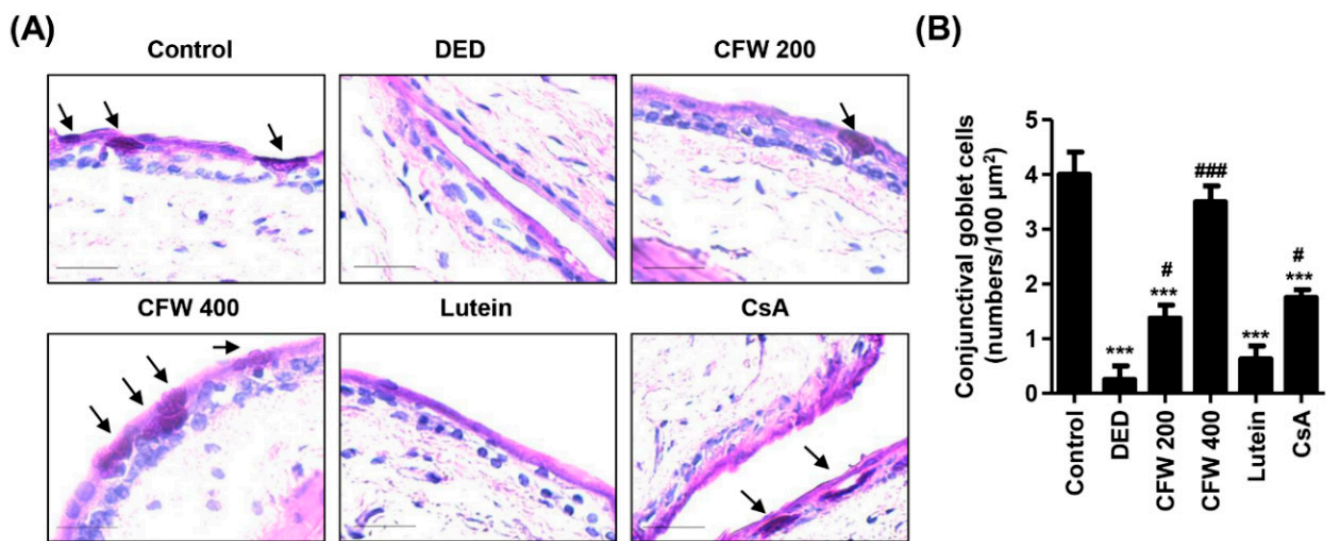 (A)
Control
DED
CFW 200
CFW 400
Lutein
CsA
(B)
Conjunctival goblet cells
(numbers/100 µm²)
5
4
3
2
1
0
***
#
***
###
***
#
***
Control
DED
CFW 200
CFW 400
Lutein
CsA